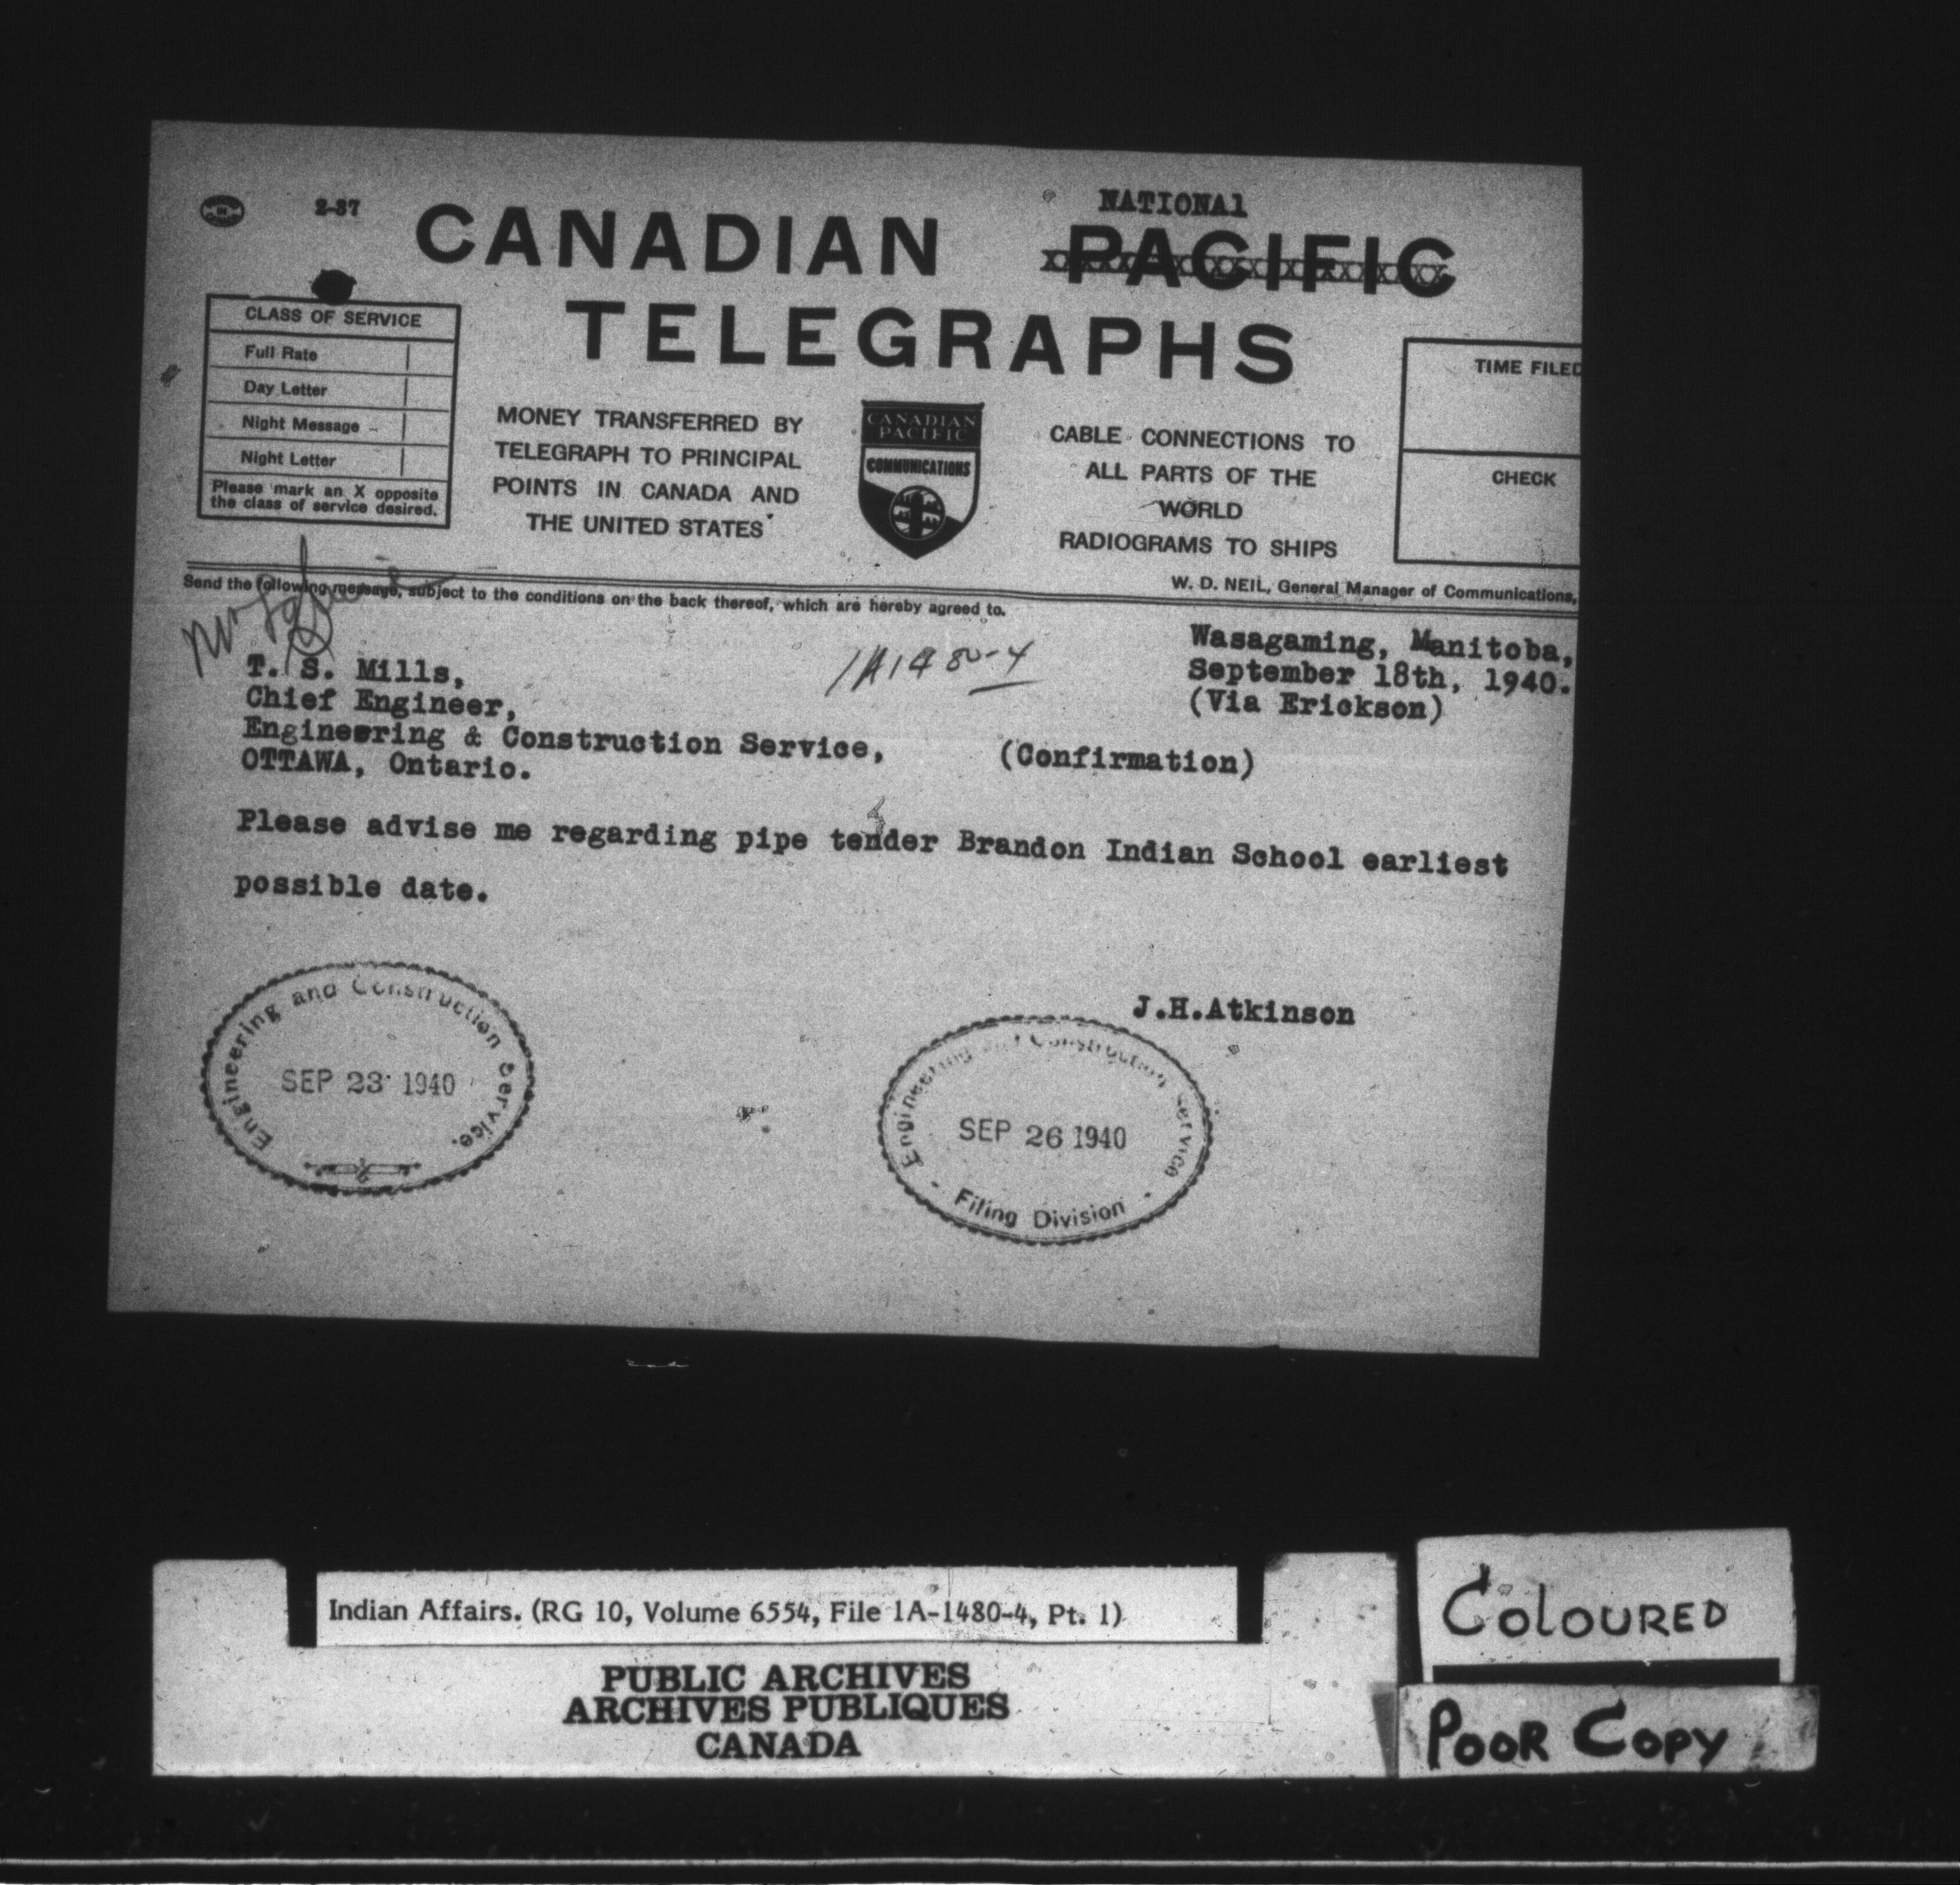 2-37
NATIONAl
CANADIAN PACIFIC
XXXXXXXXXXXXXXXXXX
TELEGRAPHS
CLASS OF SERVICE
Full Rate
Day Letter
Night Message
Night Letter
Please mark an X opposite
the class of service desired.
MONEY TRANSFERRED BY
TELEGRAPH TO PRINCIPAL
POINTS IN CANADA AND
THE UNITED STATES
CANADIAN
PACIFIC
COMMUNICATIONS
CABLE CONNECTIONS TO
ALL PARTS OF THE
WORLD
RADIOGRAMS TO SHIPS
TIME FILED
CHECK
W. D. NEIL, General Manager of Communications,
Send the following message, subject to the conditions on the back thereof, which are hereby agreed to.
1A1480-4
Wasagaming, Manitoba,
September 18th, 1940.
(Via Erickson)
T. S. Mills,
Chief Engineer,
Engineering & Construction Service,
OTTAWA, Ontario.
(Confirmation)
Please advise me regarding pipe tender Brandon Indian School earliest
possible date.
J.H.Atkinson
Engineering and Construction Service.
SEP 23 1940
Engineering and Construction Service
SEP 26 1940
- Filing Division -
Indian Affairs. (RG 10, Volume 6554, File 1A-1480-4, Pt. 1)
PUBLIC ARCHIVES
ARCHIVES PUBLIQUES
CANADA
COLOURED
POOR COPY